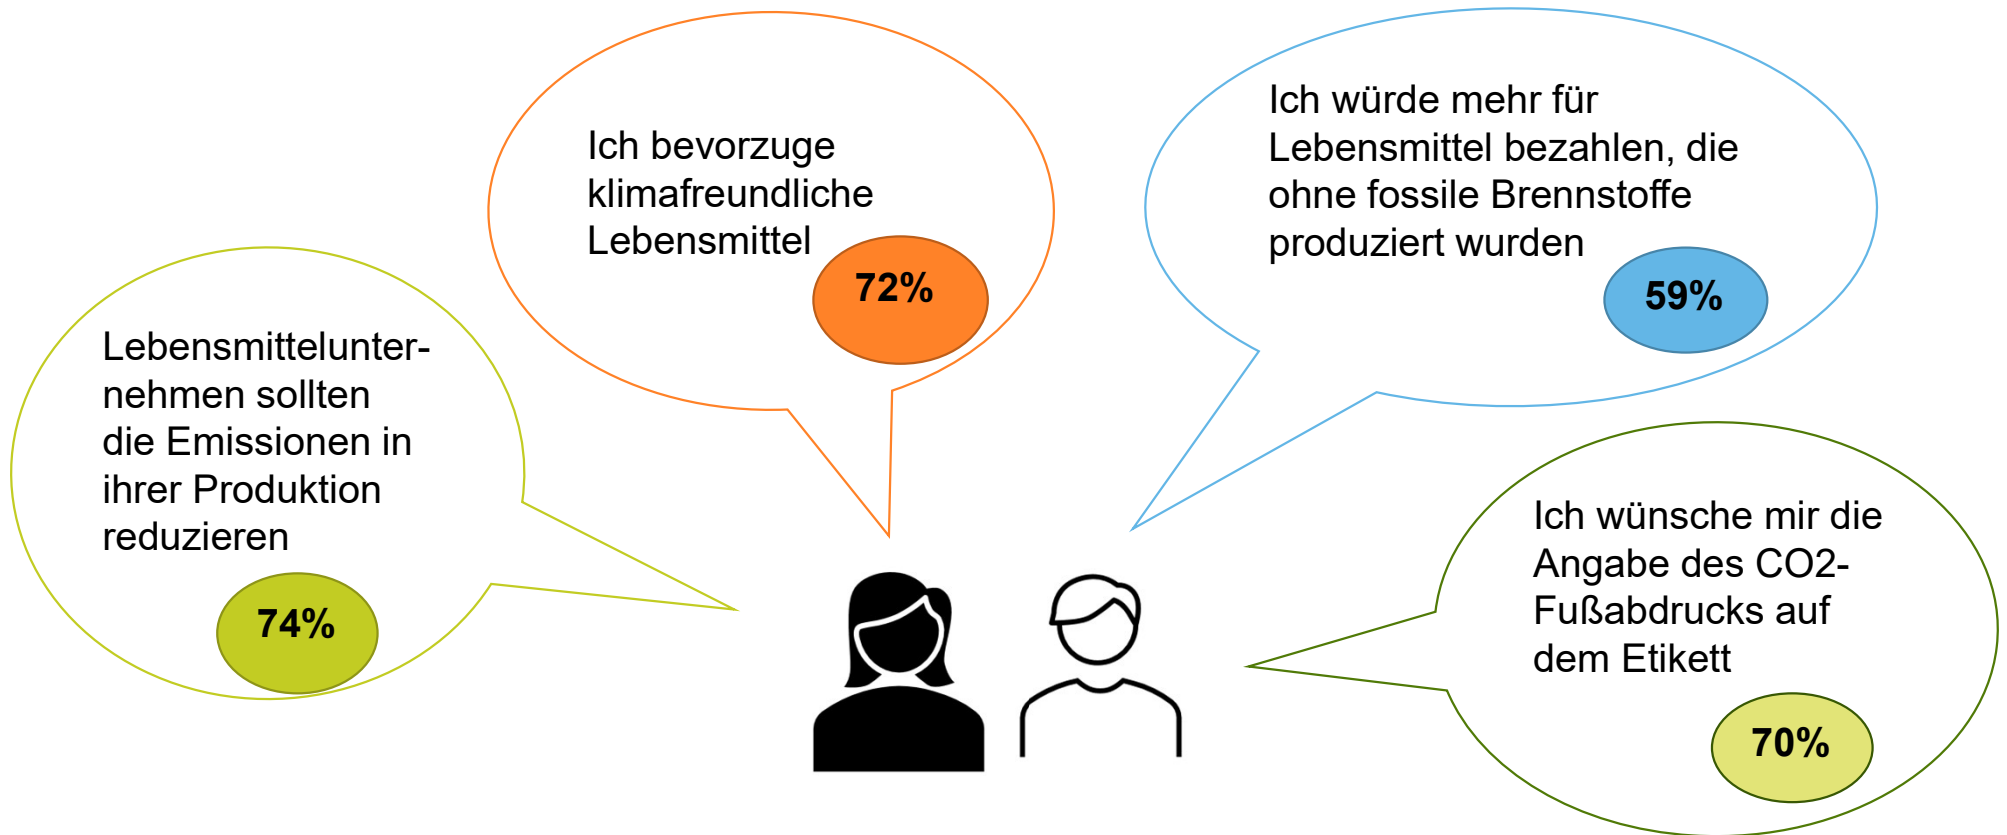 Lebensmittelunter-
nehmen sollten
die Emissionen in
ihrer Produktion
reduzieren
74%
Ich bevorzuge
klimafreundliche
Lebensmittel
72%
Ich würde mehr für
Lebensmittel bezahlen, die
ohne fossile Brennstoffe
produziert wurden
59%
Ich wünsche mir die
Angabe des CO2-
Fußabdrucks auf
dem Etikett
70%